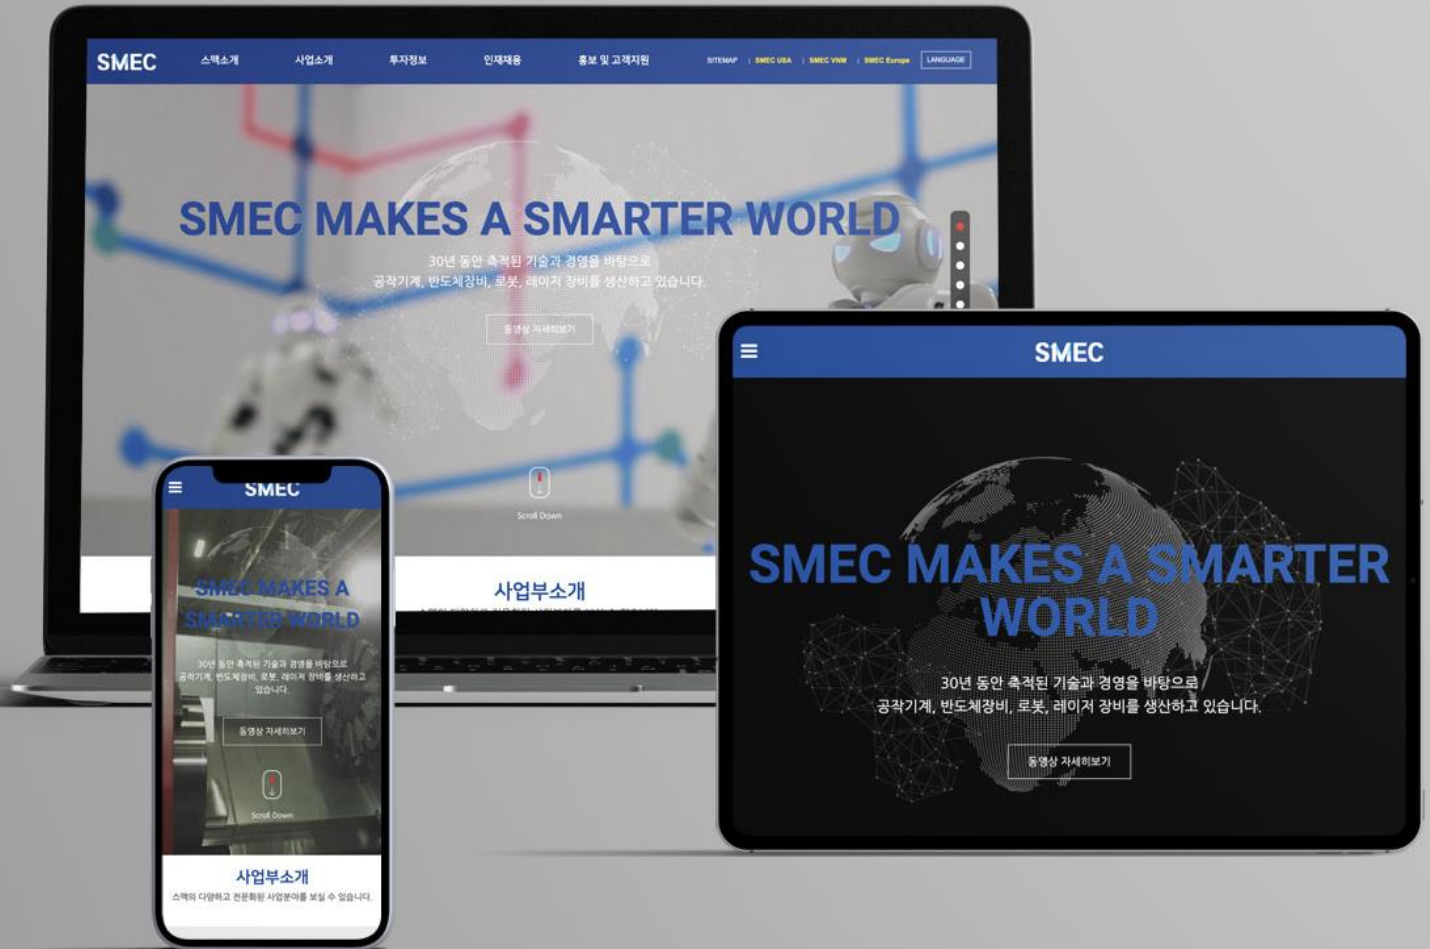 SMEC
스맥소개
사업소개
투자정보
인재채용
홍보 및 고객지원
SITEMAP | SMEC USA | SMEC VNM | SMEC Europe
LANGUAGE
SMEC MAKES A SMARTER WORLD
30년 동안 축적된 기술과 경영을 바탕으로
공작기계, 반도체장비, 로봇, 레이저 장비를 생산하고 있습니다.
동영상 자세히보기
Scroll Down
사업부소개
SMEC
SMEC MAKES A SMARTER
WORLD
30년 동안 축적된 기술과 경영을 바탕으로
공작기계, 반도체장비, 로봇, 레이저 장비를 생산하고 있습니다.
동영상 자세히보기
SMEC
SMEC MAKES A
SMARTER WORLD
30년 동안 축적된 기술과 경영을 바탕으로
공작기계, 반도체장비, 로봇, 레이저 장비를 생산하고
있습니다.
동영상 자세히보기
Scroll Down
사업부소개
스맥의 다양하고 전문화된 사업분야를 보실 수 있습니다.